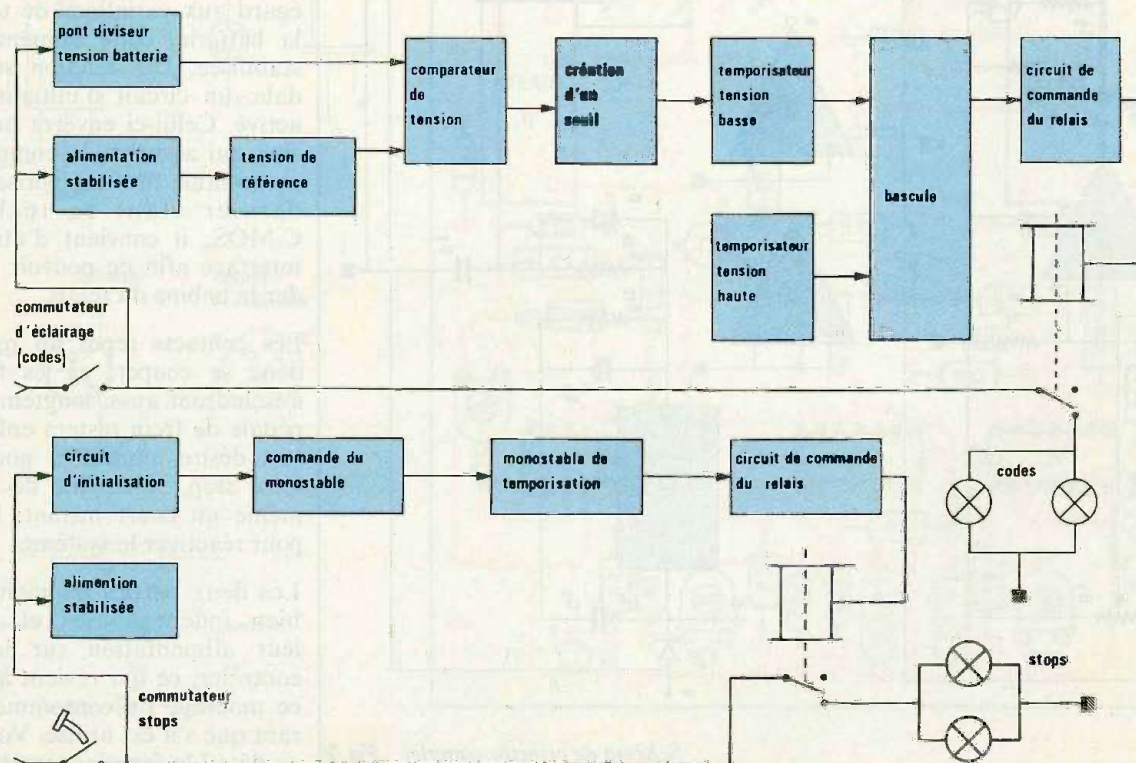 pont diviseur
tension batterie
comparateur
de
tension
création
d'un
seuil
temporisateur
tension
basse
circuit de
commande
du relais
alimentation
stabilisée
tension de
référence
bascule
temporisateur
tension
haute
commutateur
d'éclairage
(codes)
circuit
d'initialisation
commande du
monostable
monostable de
temporisation
circuit de commande
du relais
codes
alimention
stabilisée
stops
commutateur
stops